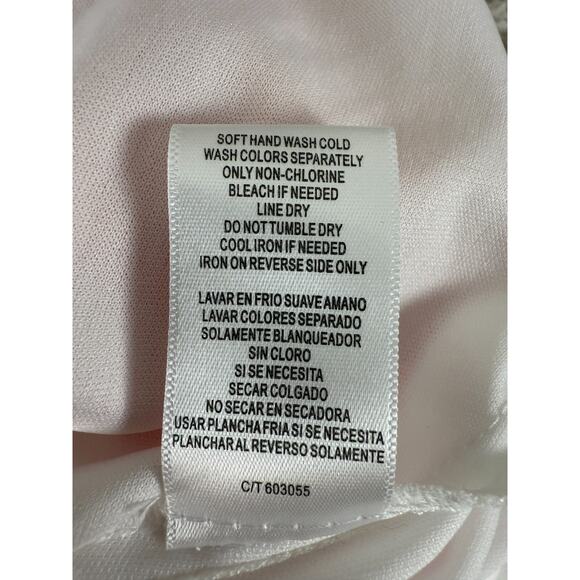 SOFT HAND WASH COLD
WASH COLORS SEPARATELY
ONLY NON-CHLORINE
BLEACH IF NEEDED
LINE DRY
DO NOT TUMBLE DRY
COOL IRON IF NEEDED
IRON ON REVERSE SIDE ONLY
LAVAR EN FRIO SUAVE AMANO
LAVAR COLORES SEPARADO
SOLAMENTE BLANQUEADOR
SIN CLORO
SI SE NECESITA
SECAR COLGADO
NO SECAR EN SECADORA
USAR PLANCHA FRIA SI SE NECESITA
PLANCHAR AL REVERSO SOLAMENTE
C/T 603055